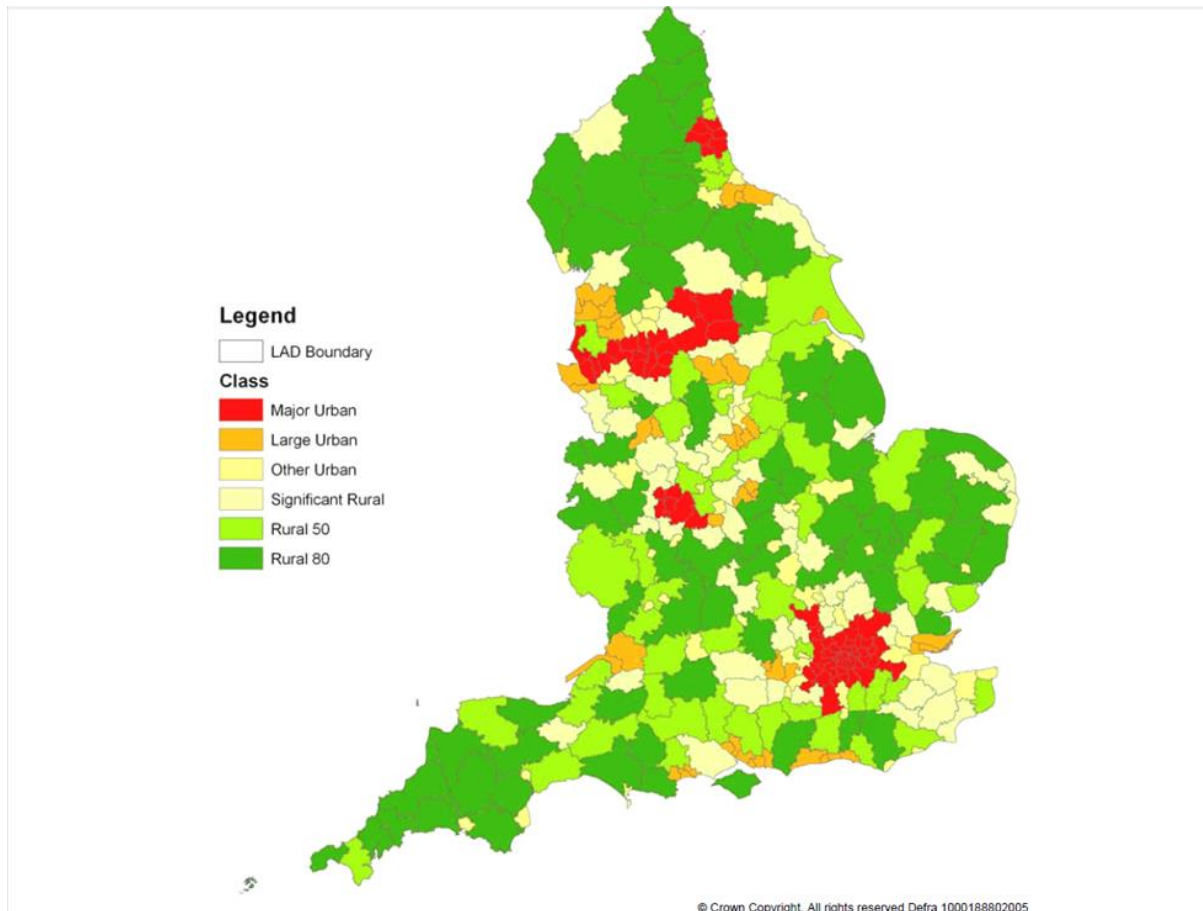 Legend
LAD Boundary
Class
Major Urban
Large Urban
Other Urban
Significant Rural
Rural 50
Rural 80
© Crown Copyright. All rights reserved Defra 1000188802005